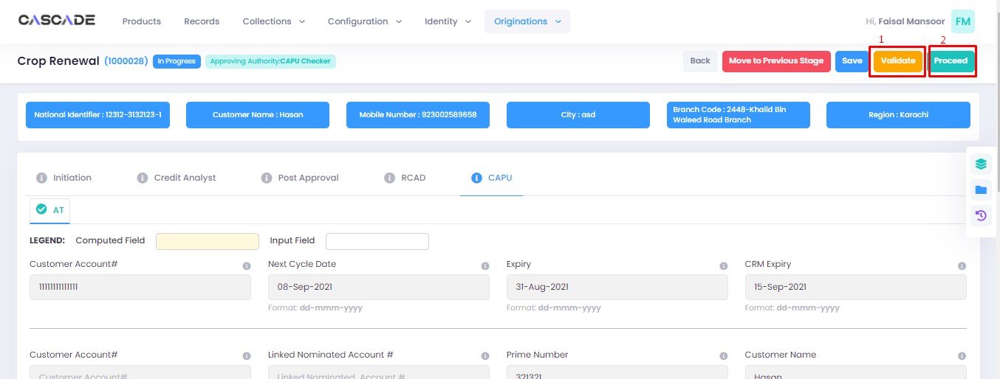 CASCADE Products Records Collections Configuration Identity Originations Hi, Faisal Mansoor FM
1 2
Crop Renewal (1000028) In Progress Approving Authority:CAPU Checker Back Move to Previous Stage Save Validate Proceed
National Identifier : 12312-3132123-1 Customer Name : Hasan Mobile Number : 923002589658 City : asd Branch Code : 2448-Khalid Bin
Waleed Road Branch Region : Karachi
Initiation Credit Analyst Post Approval RCAD CAPU
AT
LEGEND: Computed Field Input Field
Customer Account# Next Cycle Date Expiry CRM Expiry
11111111111111 08-Sep-2021 31-Aug-2021 15-Sep-2021
Format: dd-mmm-yyyy Format: dd-mmm-yyyy Format: dd-mmm-yyyy
Customer Account# Linked Nominated Account # Prime Number Customer Name
Customer Account# Linked Nominated Account # 321321 Hasan